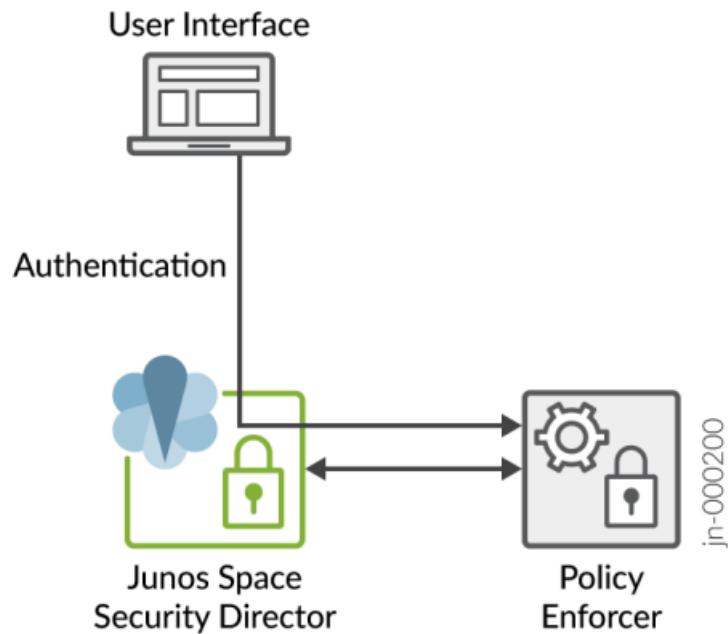 User Interface
Authentication
Junos Space
Security Director
Policy
Enforcer
jn-000200